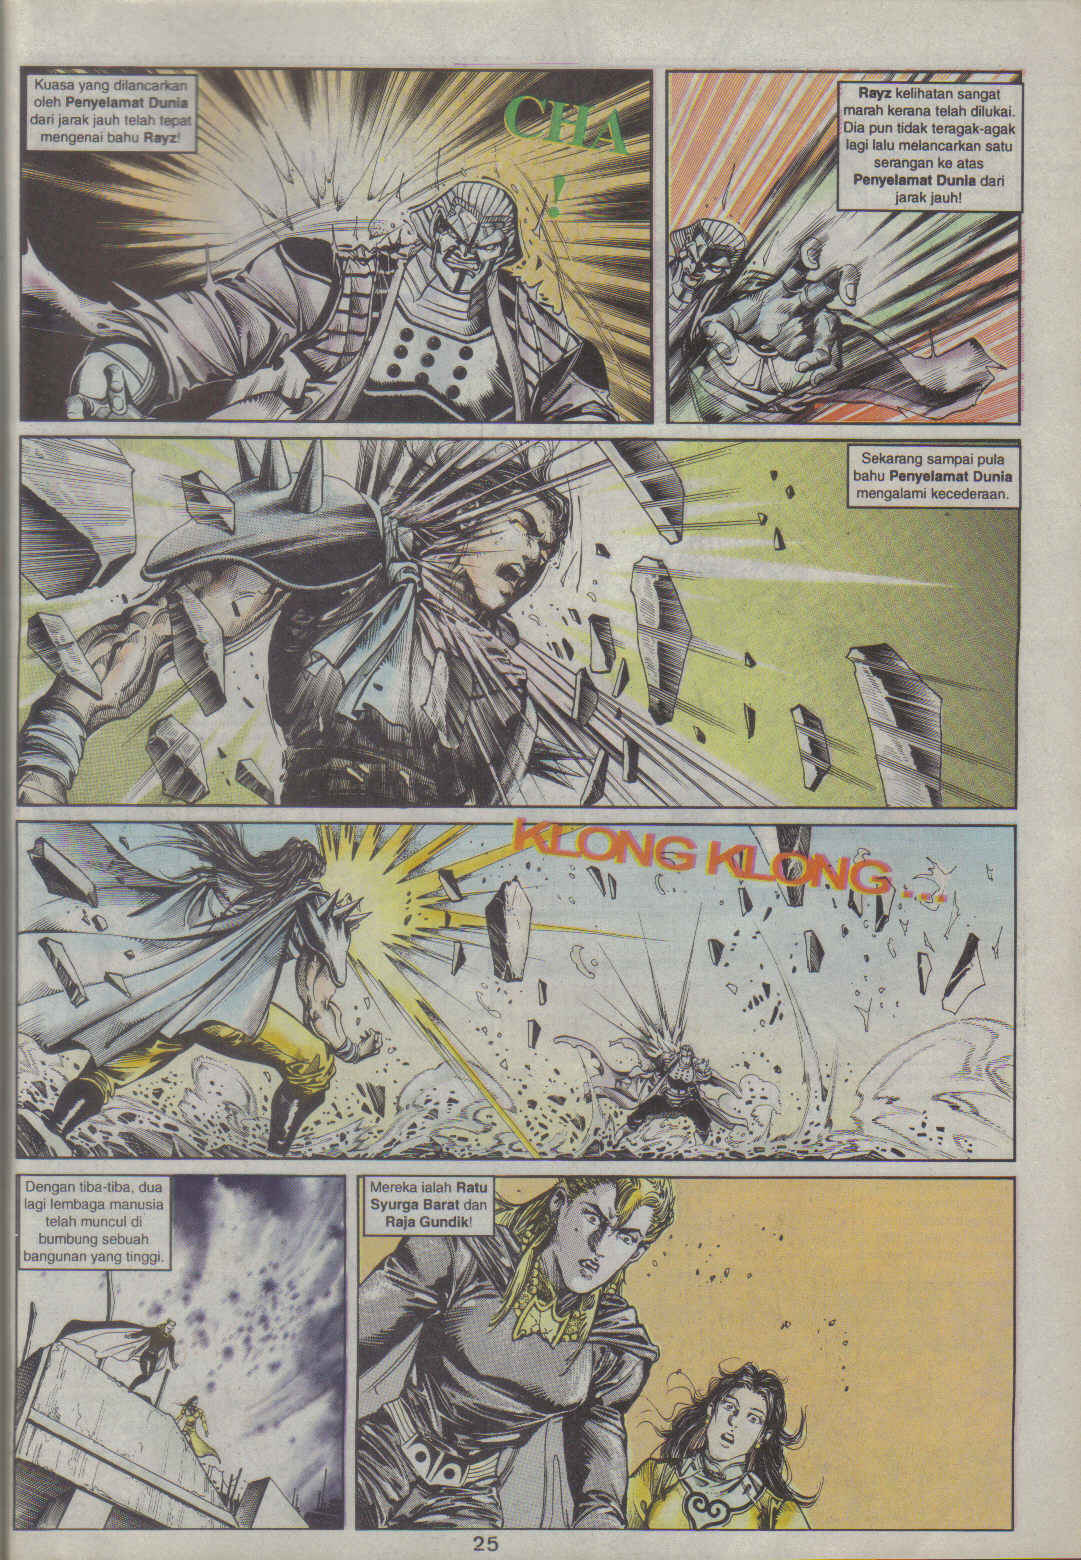 Kuasa yang dilancarkan
oleh Penyelamat Dunia
dari jarak jauh telah tepat
mengenai bahu Rayz!
CHA
!
Rayz kelihatan sangat
marah kerana telah dilukai.
Dia pun tidak teragak-agak
lagi lalu melancarkan satu
serangan ke atas
Penyelamat Dunia dari
jarak jauh!
Sekarang sampai pula
bahu Penyelamat Dunia
mengalami kecederaan.
KLONG KLONG ...
Dengan tiba-tiba, dua
lagi lembaga manusia
telah muncul di
bumbung sebuah
bangunan yang tinggi.
Mereka ialah Ratu
Syurga Barat dan
Raja Gundik!
25